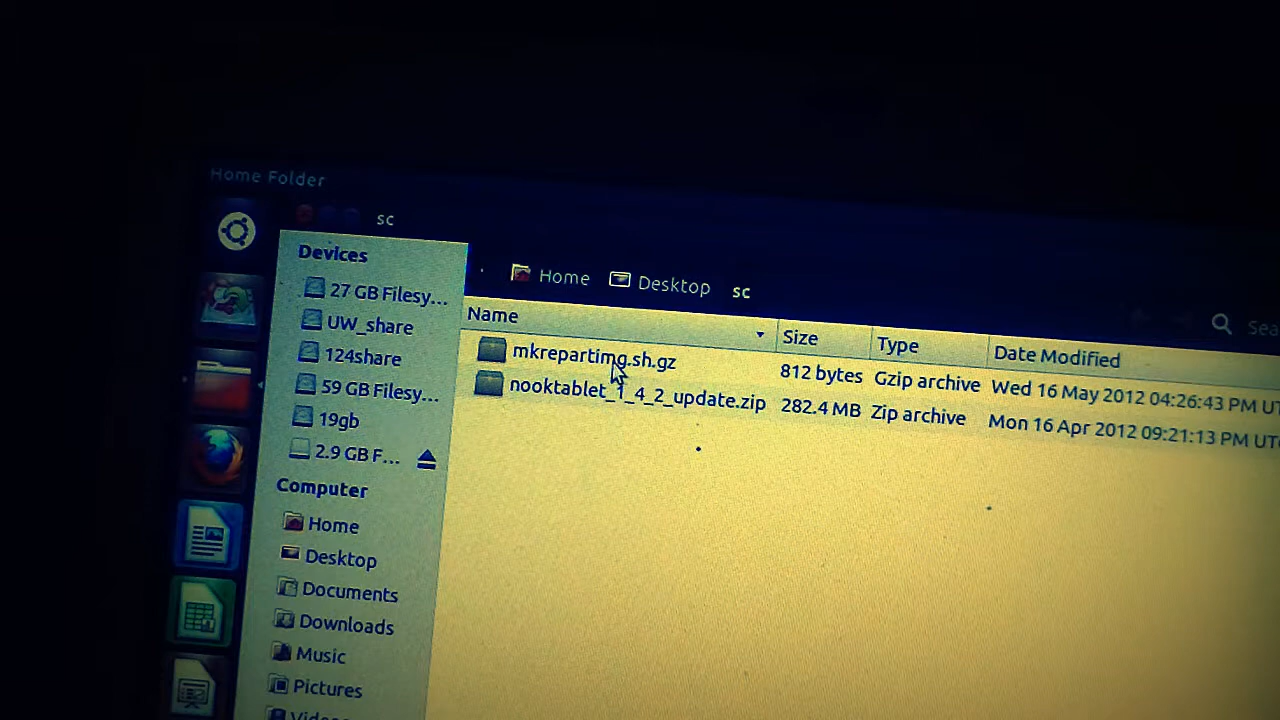 Home Folder
sc
Devices
27 GB Filesy...
UW_share
124share
59 GB Filesy...
19gb
2.9 GB F...
Computer
Home
Desktop
Documents
Downloads
Music
Pictures
Home Desktop sc
Sea
Name Size Type Date Modified
mkrepartimg.sh.gz 812 bytes Gzip archive Wed 16 May 2012 04:26:43 PM UT
nooktablet_1_4_2_update.zip 282.4 MB Zip archive Mon 16 Apr 2012 09:21:13 PM UT